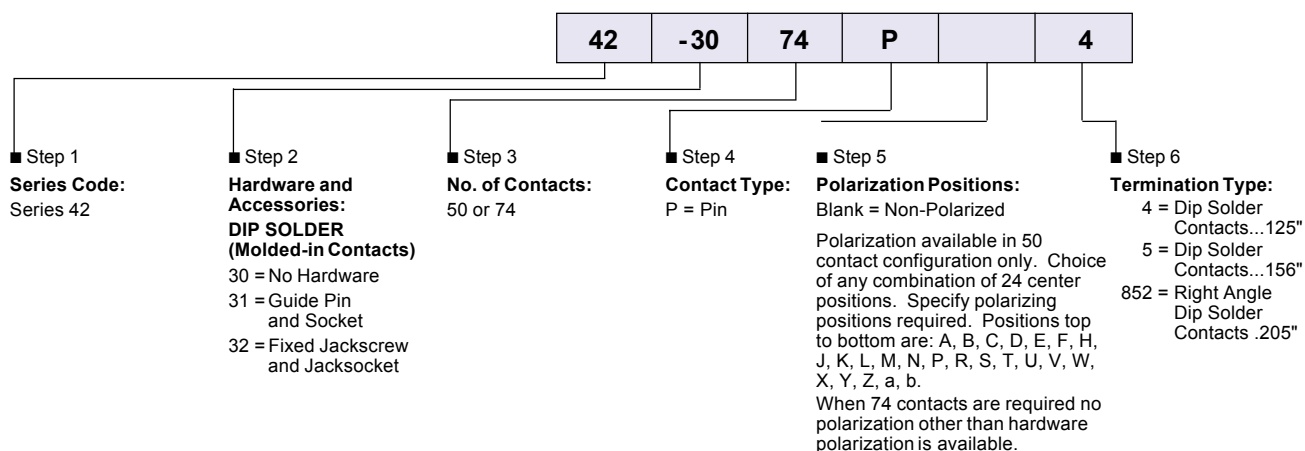 42 -30 74 P 4
■ Step 1
Series Code:
Series 42
■ Step 2
Hardware and
Accessories:
DIP SOLDER
(Molded-in Contacts)
30 = No Hardware
31 = Guide Pin
and Socket
32 = Fixed Jackscrew
and Jacksocket
■ Step 3
No. of Contacts:
50 or 74
■ Step 4
Contact Type:
P = Pin
■ Step 5
Polarization Positions:
Blank = Non-Polarized
Polarization available in 50
contact configuration only. Choice
of any combination of 24 center
positions. Specify polarizing
positions required. Positions top
to bottom are: A, B, C, D, E, F, H,
J, K, L, M, N, P, R, S, T, U, V, W,
X, Y, Z, a, b.
When 74 contacts are required no
polarization other than hardware
polarization is available.
■ Step 6
Termination Type:
4 = Dip Solder
Contacts...125"
5 = Dip Solder
Contacts...156"
852 = Right Angle
Dip Solder
Contacts .205"